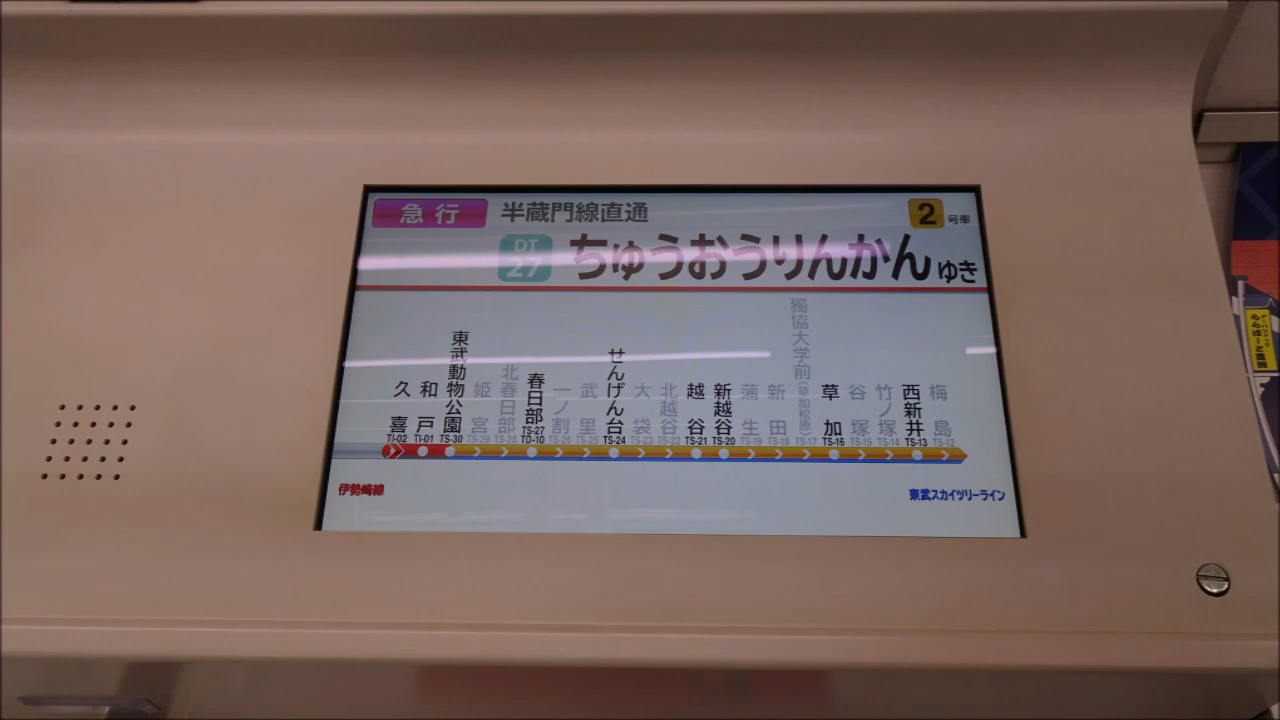 急行 半蔵門線直通 2号車
DT 27 ちゅうおうりんかん ゆき
久喜 TI-02
和戸 TI-01
東武動物公園 TS-30
姫宮 TS-29
北春日部 TS-28
春日部 TS-27 TD-10
一ノ割 TS-26
武里 TS-25
せんげん台 TS-24
大袋 TS-23
北越谷 TS-22
越谷 TS-21
新越谷 TS-20
蒲生 TS-19
新田 TS-18
獨協大学前(草加松原) TS-17
草加 TS-16
谷塚 TS-15
竹ノ塚 TS-14
西新井 TS-13
梅島 TS-12
伊勢崎線
東武スカイツリーライン